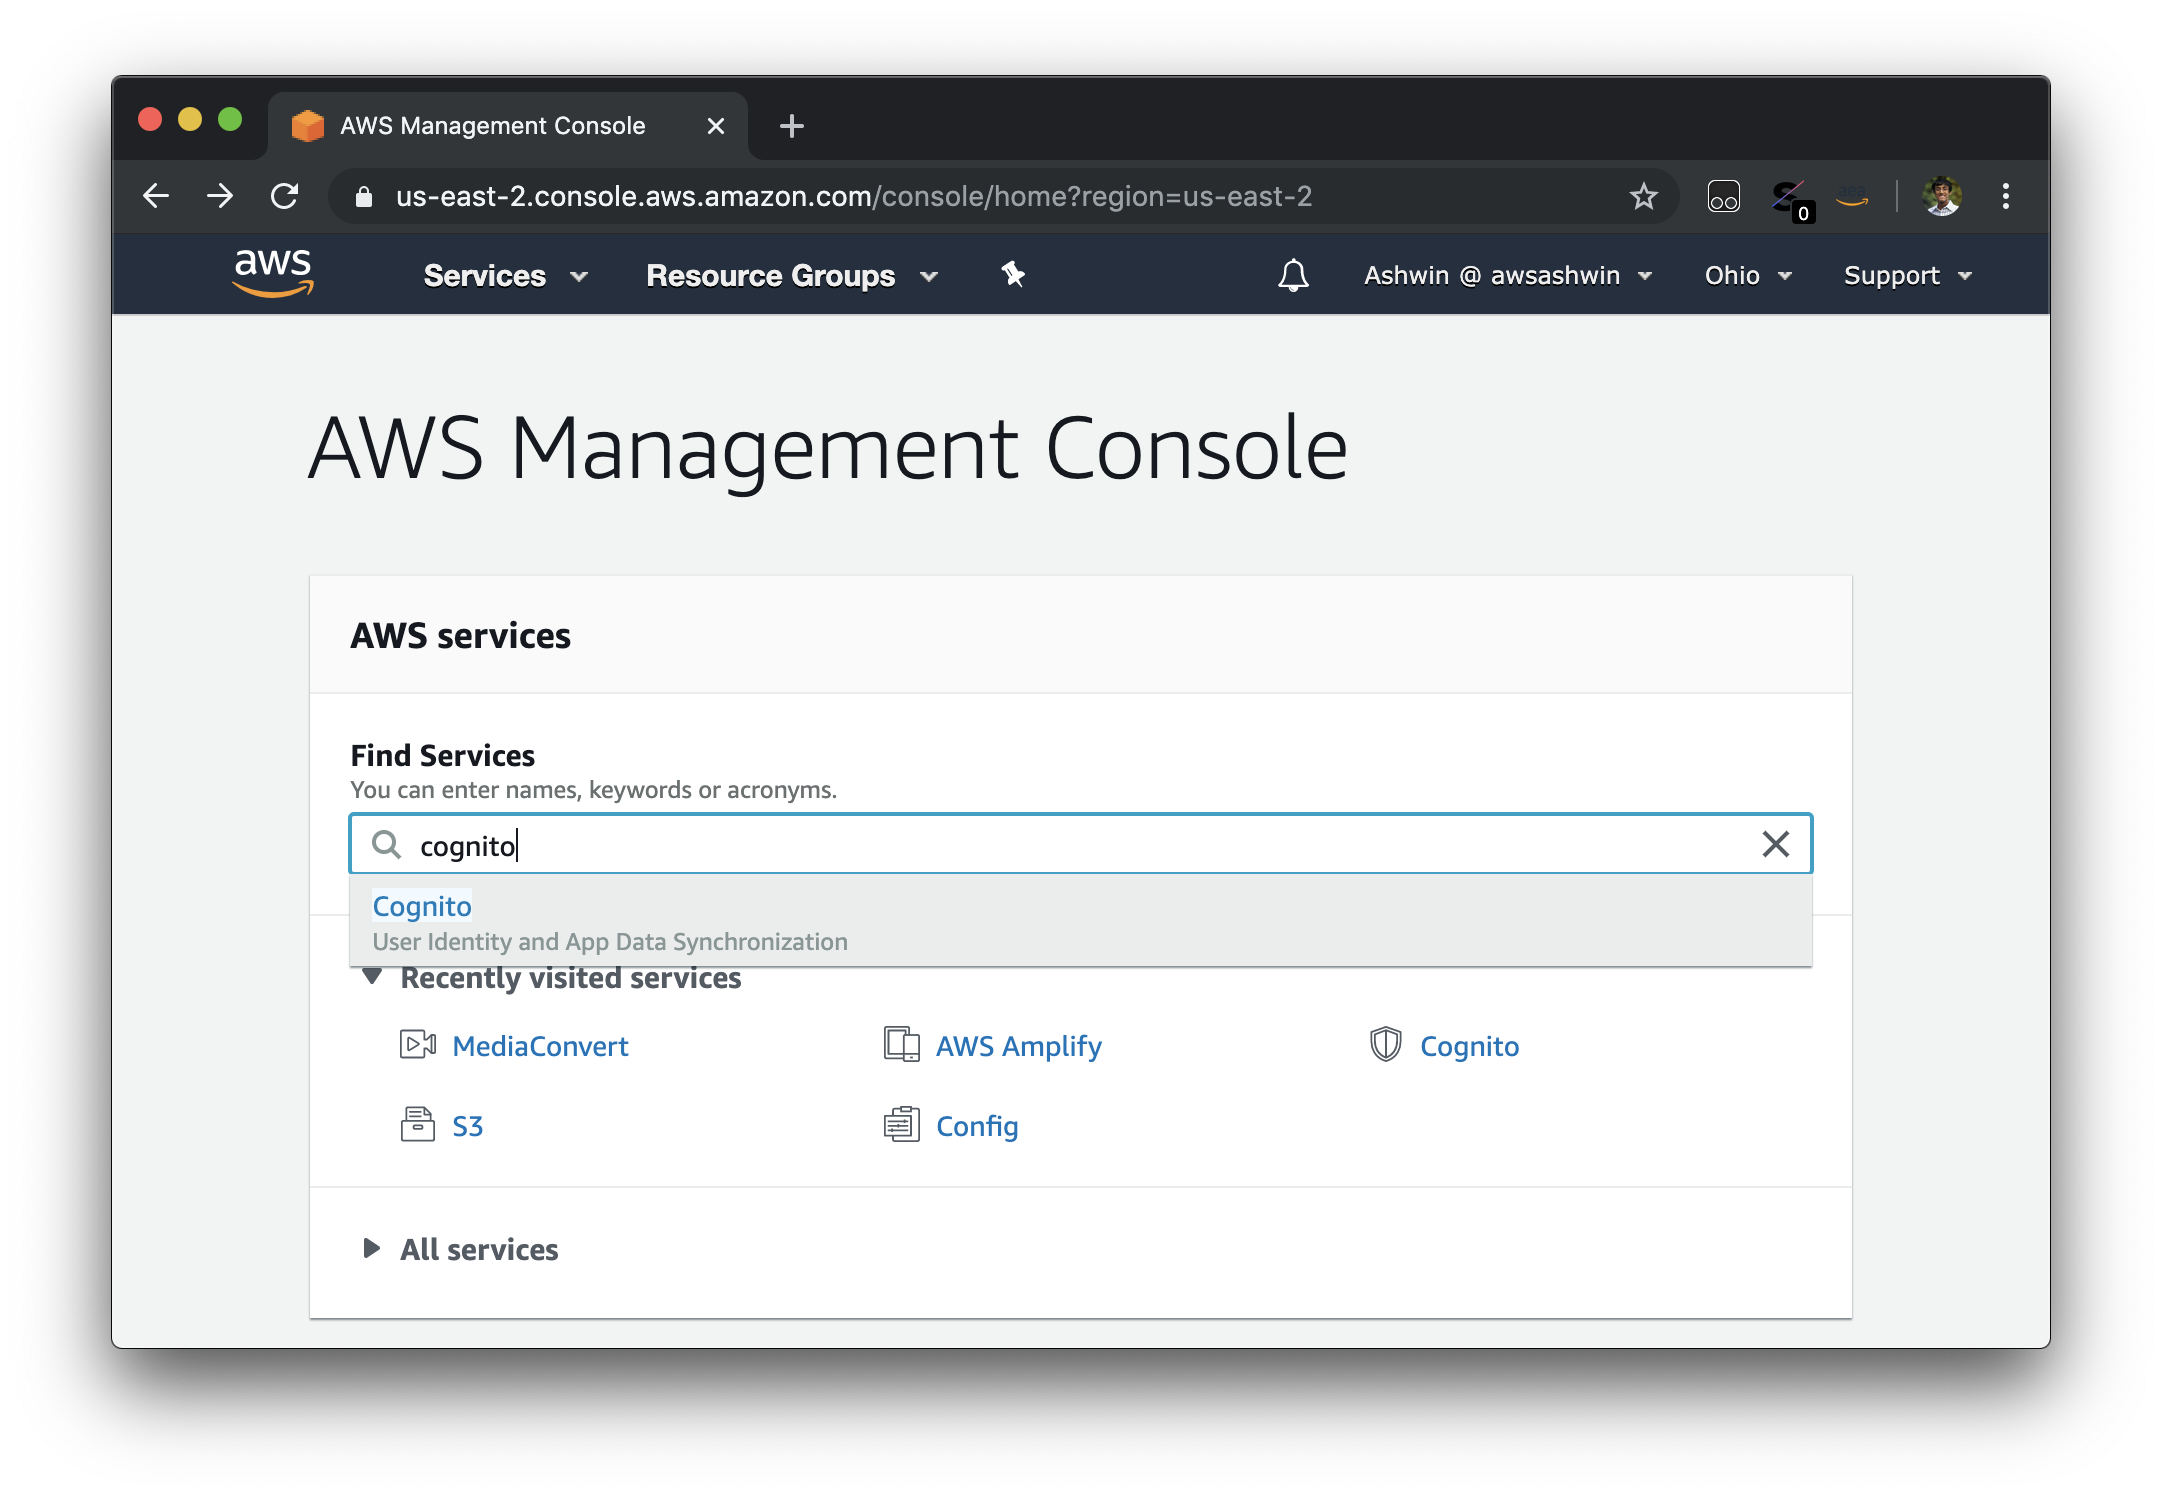 AWS Management Console
us-east-2.console.aws.amazon.com/console/home?region=us-east-2
0
aws
Services
Resource Groups
Ashwin @ awsashwin
Ohio
Support
AWS Management Console
AWS services
Find Services
You can enter names, keywords or acronyms.
cognito
Cognito
User Identity and App Data Synchronization
Recently visited services
MediaConvert
AWS Amplify
Cognito
S3
Config
All services